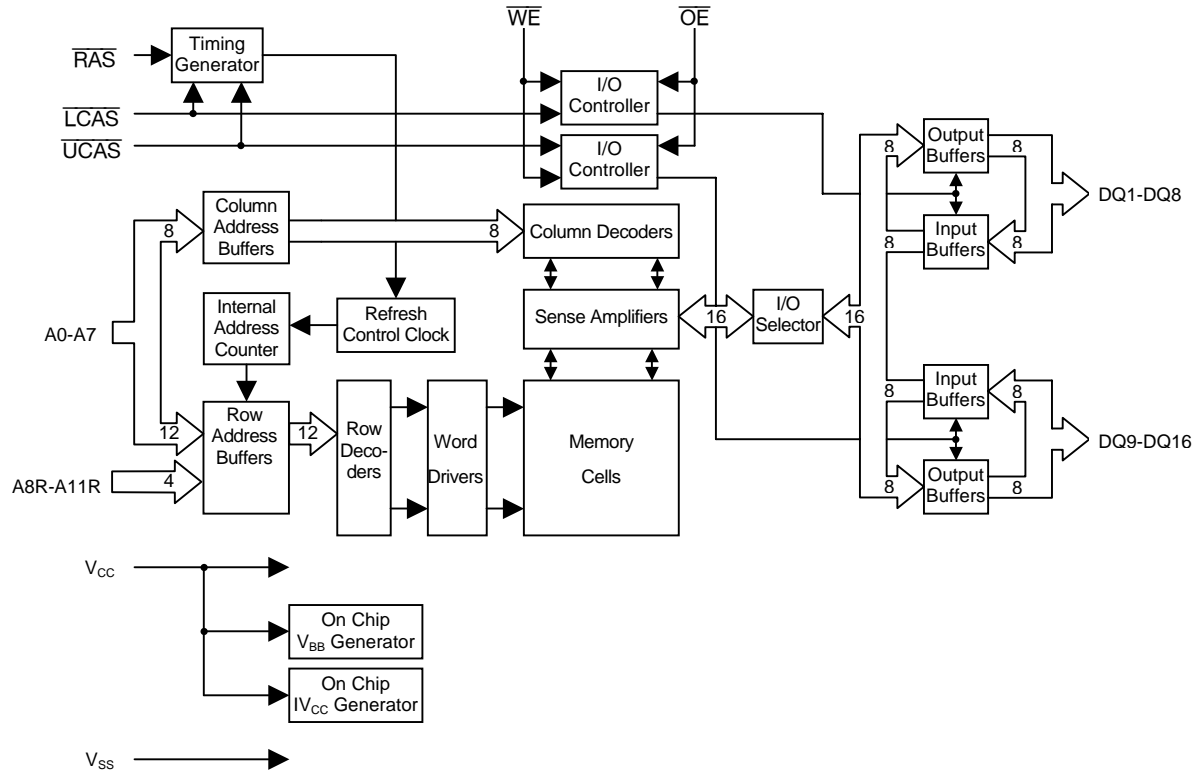 WE
OE
RAS
Timing
Generator
LCAS
UCAS
I/O
Controller
I/O
Controller
Output
Buffers
8
8
DQ1-DQ8
Input
Buffers
8
8
Column
Address
Buffers
8
8
Column Decoders
A0-A7
Internal
Address
Counter
Refresh
Control Clock
Sense Amplifiers
16
I/O
Selector
16
12
Row
Address
Buffers
12
Row
Deco-
ders
Word
Drivers
Memory
Cells
A8R-A11R
4
Input
Buffers
8
8
DQ9-DQ16
Output
Buffers
8
8
VCC
On Chip
VBB Generator
On Chip
IVCC Generator
VSS